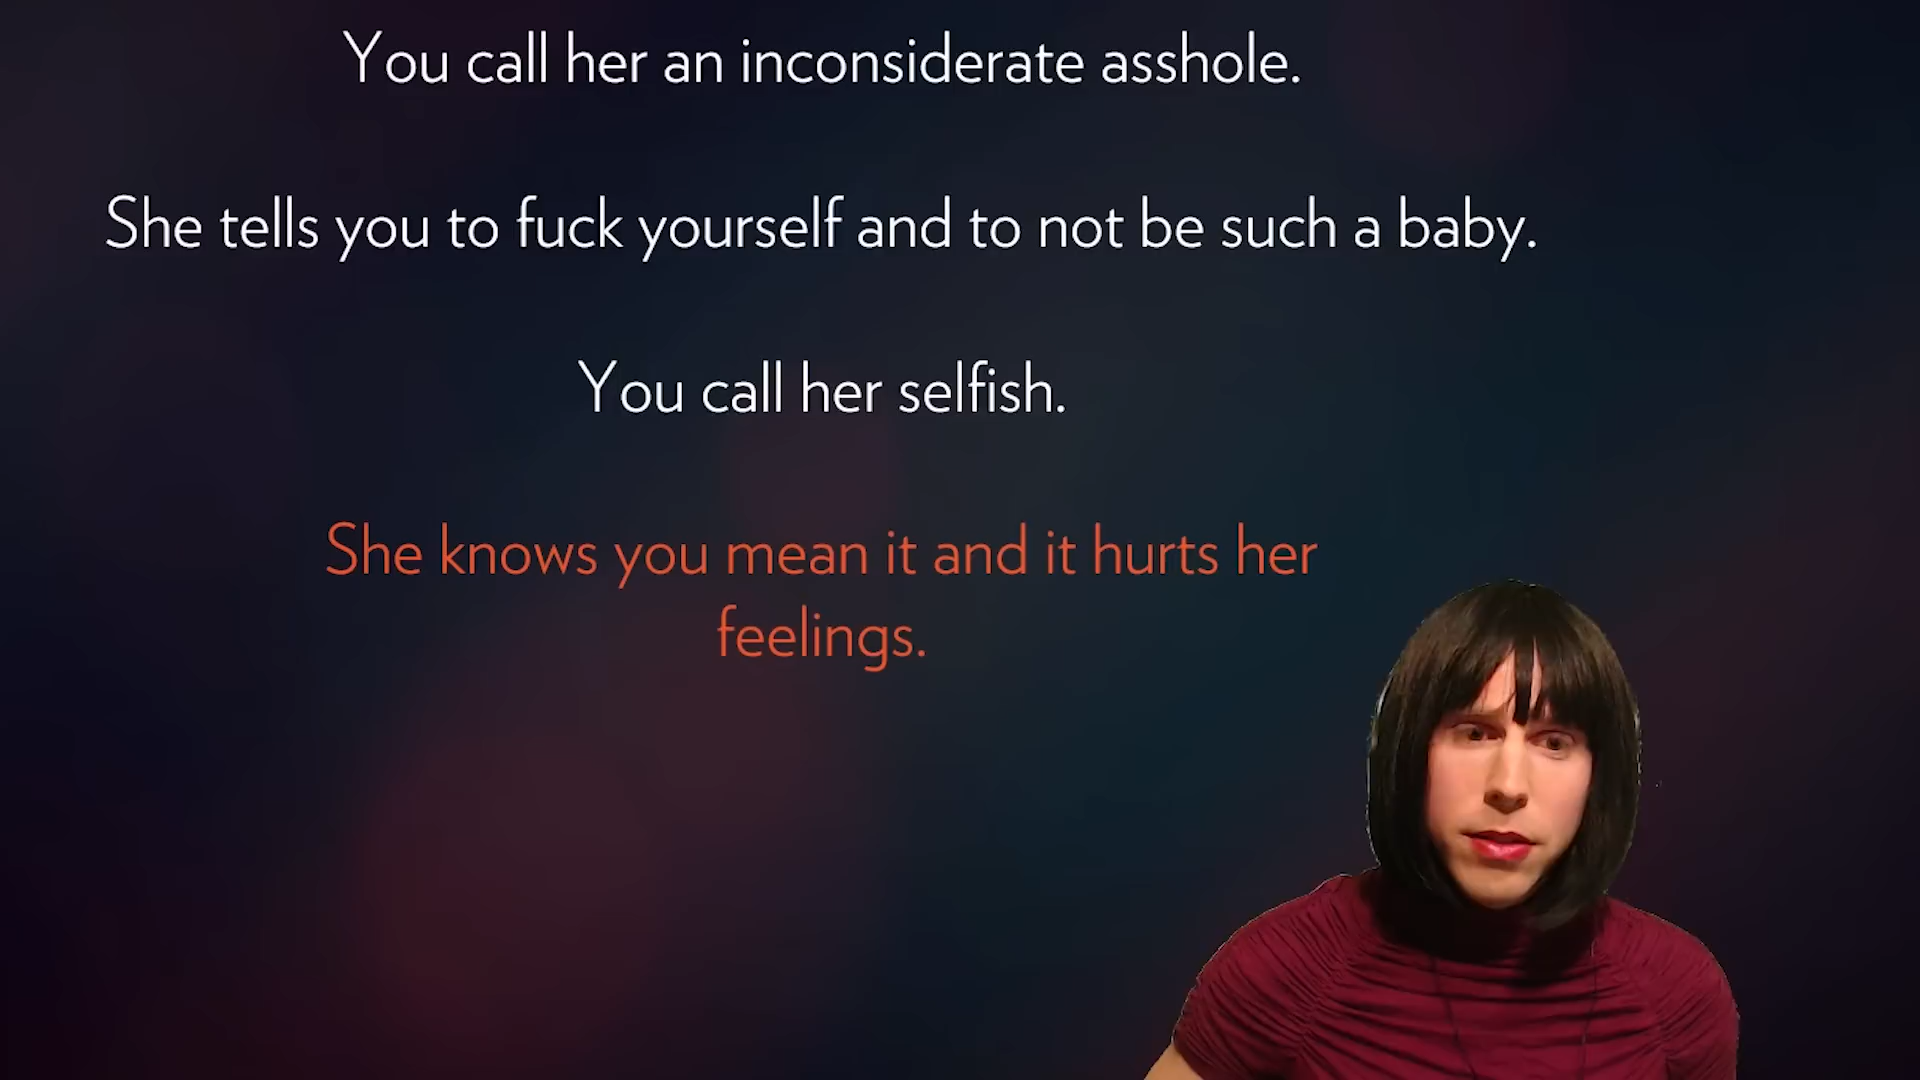 You call her an inconsiderate asshole.
She tells you to fuck yourself and to not be such a baby.
You call her selfish.
She knows you mean it and it hurts her
feelings.